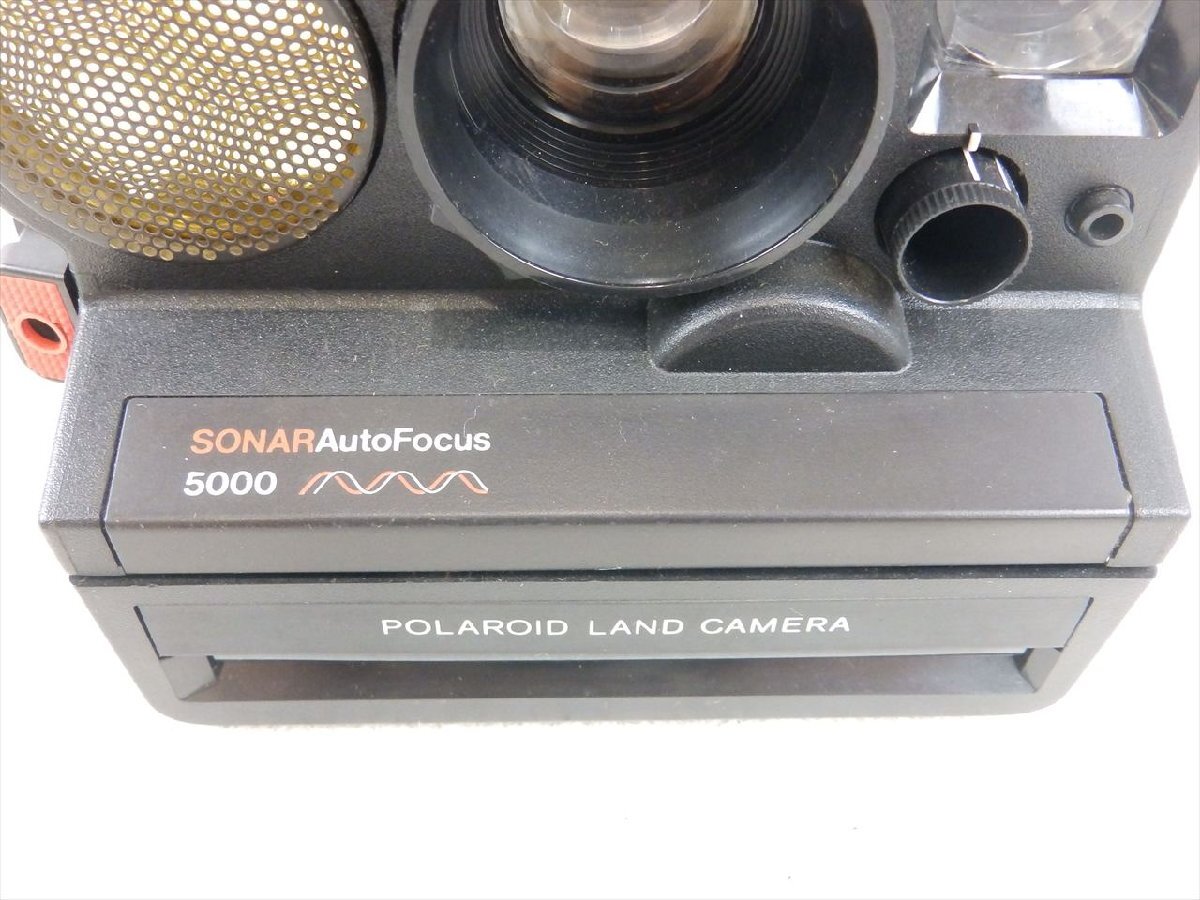 SONARAutoFocus
5000
POLAROID LAND CAMERA